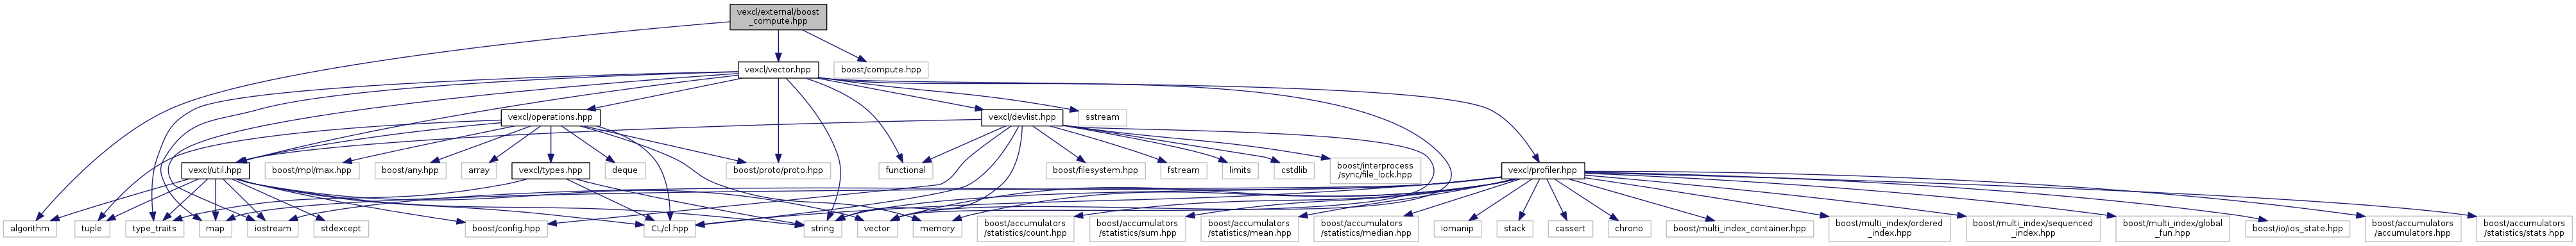 vexcl/external/boost
_compute.hpp
vexcl/vector.hpp
boost/compute.hpp
vexcl/operations.hpp
vexcl/devlist.hpp
sstream
vexcl/util.hpp
boost/mpl/max.hpp
boost/any.hpp
array
vexcl/types.hpp
deque
boost/proto/proto.hpp
functional
boost/filesystem.hpp
fstream
limits
cstdlib
boost/interprocess
/sync/file_lock.hpp
vexcl/profiler.hpp
algorithm
tuple
type_traits
map
iostream
stdexcept
boost/config.hpp
CL/cl.hpp
string
vector
memory
boost/accumulators
/statistics/count.hpp
boost/accumulators
/statistics/sum.hpp
boost/accumulators
/statistics/mean.hpp
boost/accumulators
/statistics/median.hpp
iomanip
stack
cassert
chrono
boost/multi_index_container.hpp
boost/multi_index/ordered
_index.hpp
boost/multi_index/sequenced
_index.hpp
boost/multi_index/global
_fun.hpp
boost/io/ios_state.hpp
boost/accumulators
/accumulators.hpp
boost/accumulators
/statistics/stats.hpp